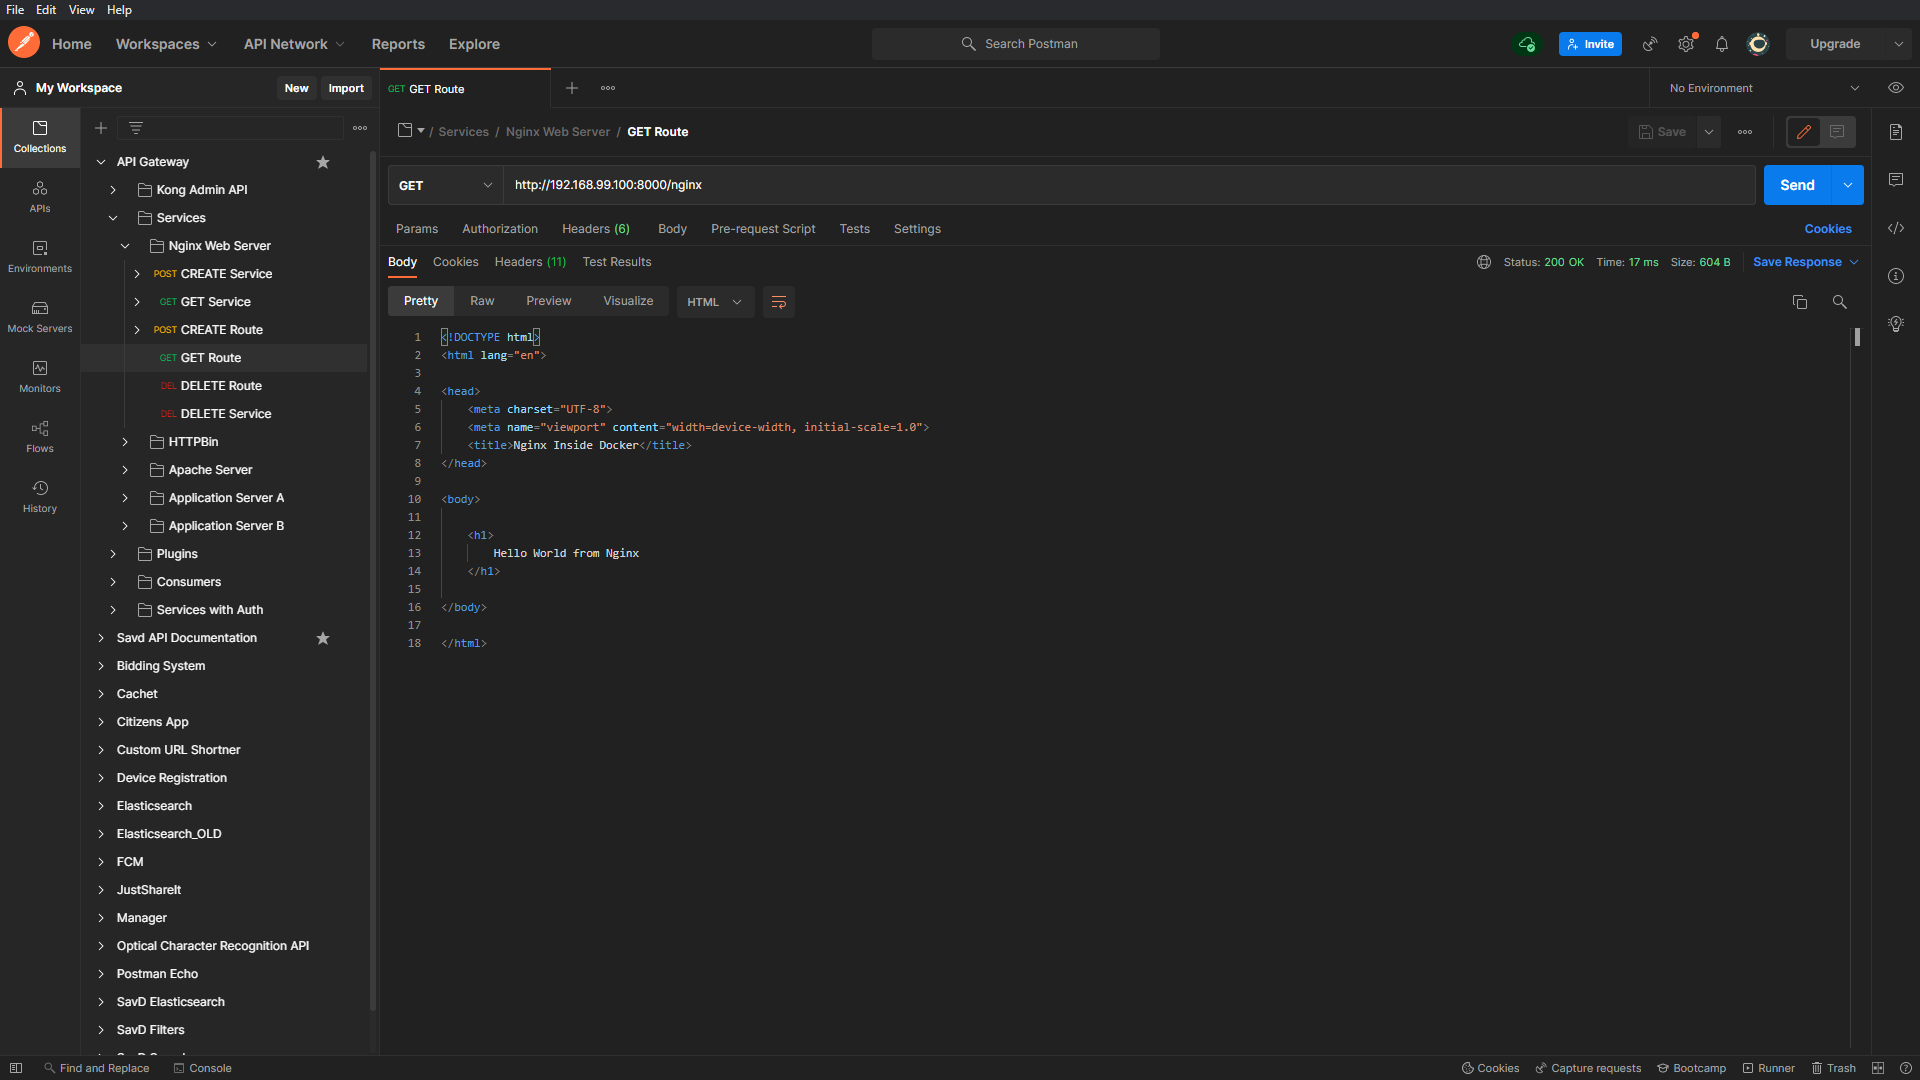 File Edit View Help
Home Workspaces API Network Reports Explore Search Postman Invite Upgrade
My Workspace New Import GET GET Route No Environment
Collections
APIs
Environments
Mock Servers
Monitors
Flows
History
API Gateway
Kong Admin API
Services
Nginx Web Server
POST CREATE Service
GET GET Service
POST CREATE Route
GET GET Route
DEL DELETE Route
DEL DELETE Service
HTTPBin
Apache Server
Application Server A
Application Server B
Plugins
Consumers
Services with Auth
Savd API Documentation
Bidding System
Cachet
Citizens App
Custom URL Shortner
Device Registration
Elasticsearch
Elasticsearch_OLD
FCM
JustShareIt
Manager
Optical Character Recognition API
Postman Echo
SavD Elasticsearch
SavD Filters
/ Services / Nginx Web Server / GET Route Save
GET http://192.168.99.100:8000/nginx Send
Params Authorization Headers (6) Body Pre-request Script Tests Settings Cookies
Body Cookies Headers (11) Test Results Status: 200 OK Time: 17 ms Size: 604 B Save Response
Pretty Raw Preview Visualize HTML
1 <!DOCTYPE html>
2 <html lang="en">
3
4 <head>
5 <meta charset="UTF-8">
6 <meta name="viewport" content="width=device-width, initial-scale=1.0">
7 <title>Nginx Inside Docker</title>
8 </head>
9
10 <body>
11
12 <h1>
13 Hello World from Nginx
14 </h1>
15
16 </body>
17
18 </html>
Find and Replace Console Cookies Capture requests Bootcamp Runner Trash